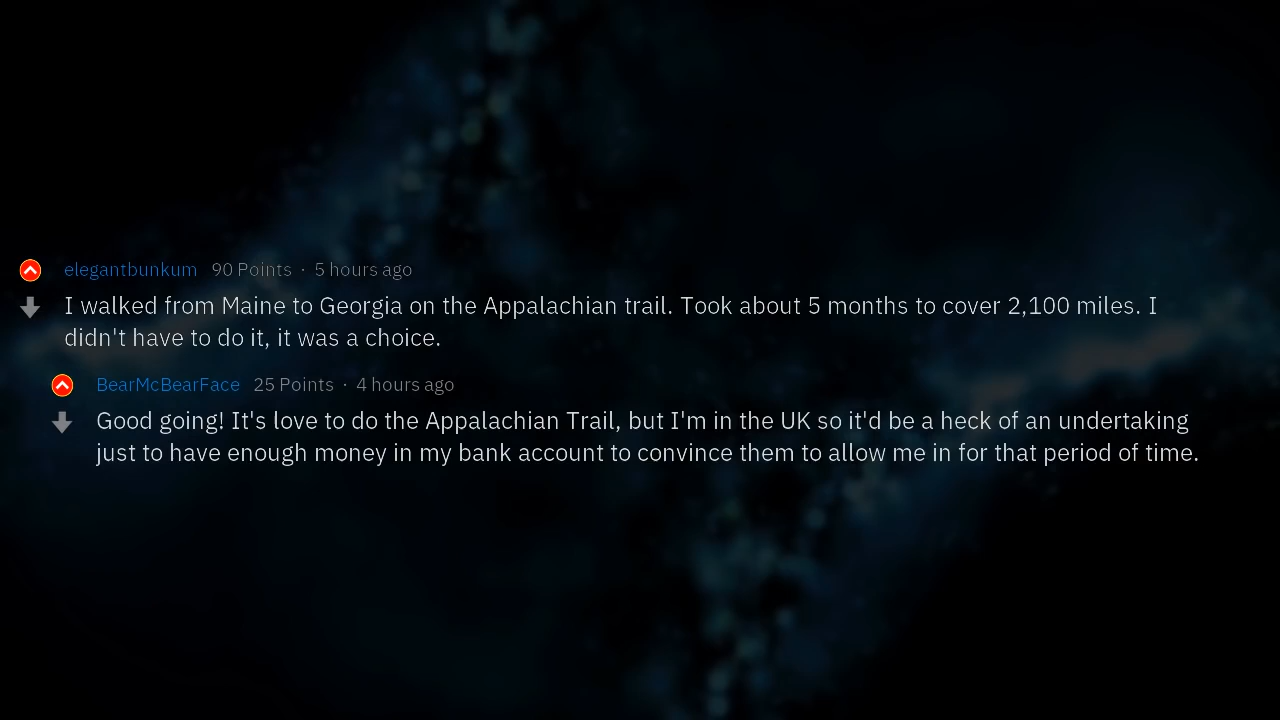 elegantbunkum 90 Points · 5 hours ago
I walked from Maine to Georgia on the Appalachian trail. Took about 5 months to cover 2,100 miles. I
didn't have to do it, it was a choice.
BearMcBearFace 25 Points · 4 hours ago
Good going! It's love to do the Appalachian Trail, but I'm in the UK so it'd be a heck of an undertaking
just to have enough money in my bank account to convince them to allow me in for that period of time.